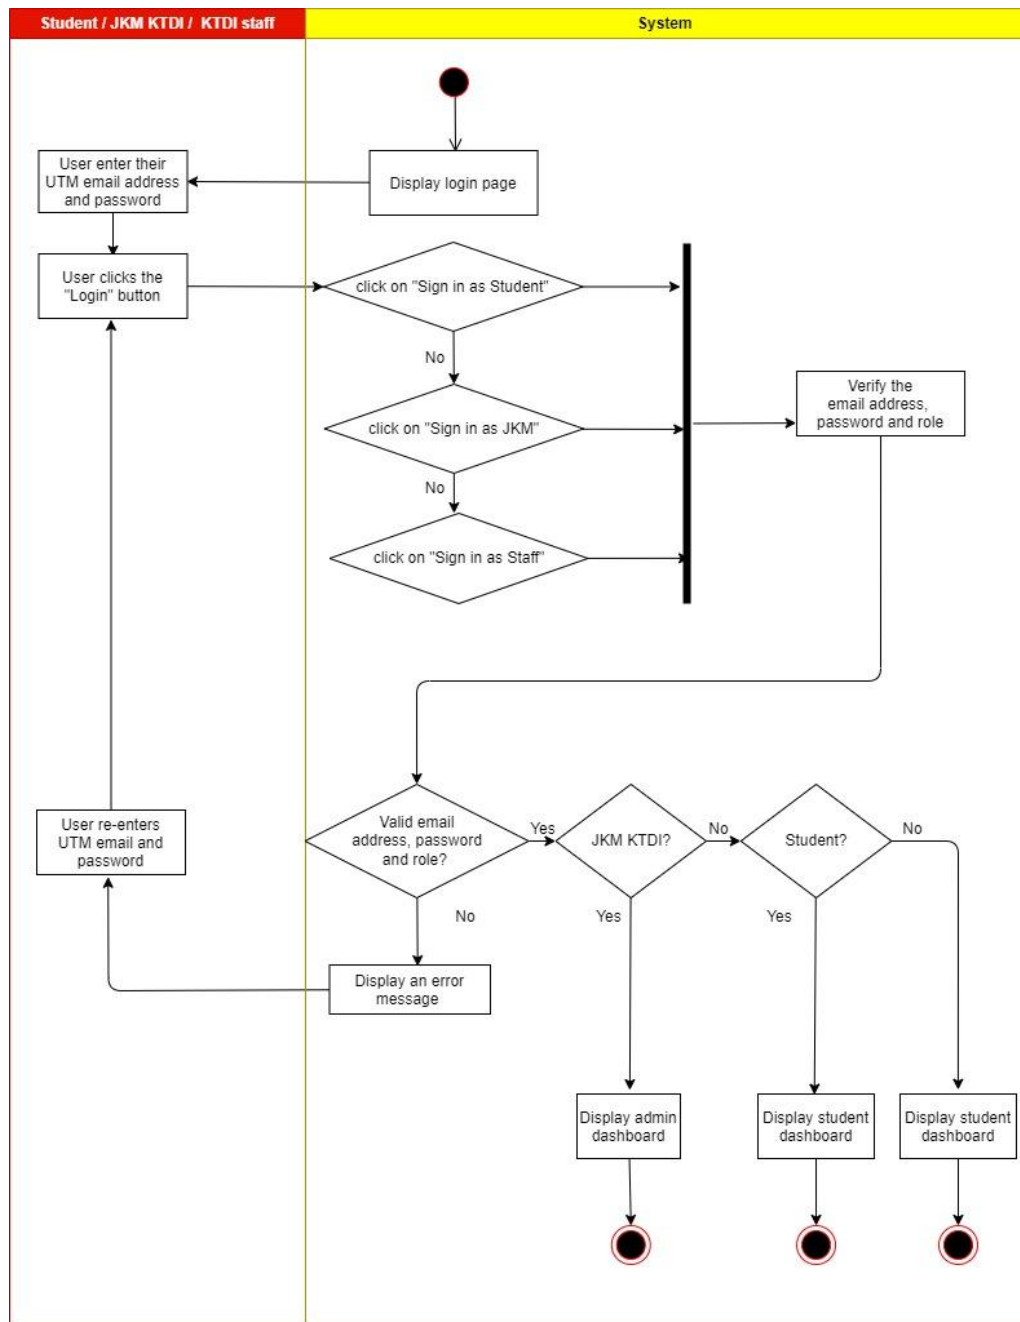 Student / JKM KTDI / KTDI staff
System
Display login page
User enter their
UTM email address
and password
User clicks the
"Login" button
click on "Sign in as Student"
No
click on "Sign in as JKM"
No
click on "Sign in as Staff"
Verify the
email address,
password and role
Valid email
address, password
and role?
Yes
JKM KTDI?
No
Student?
No
User re-enters
UTM email and
password
No
Yes
Yes
Display an error
message
Display admin
dashboard
Display student
dashboard
Display student
dashboard